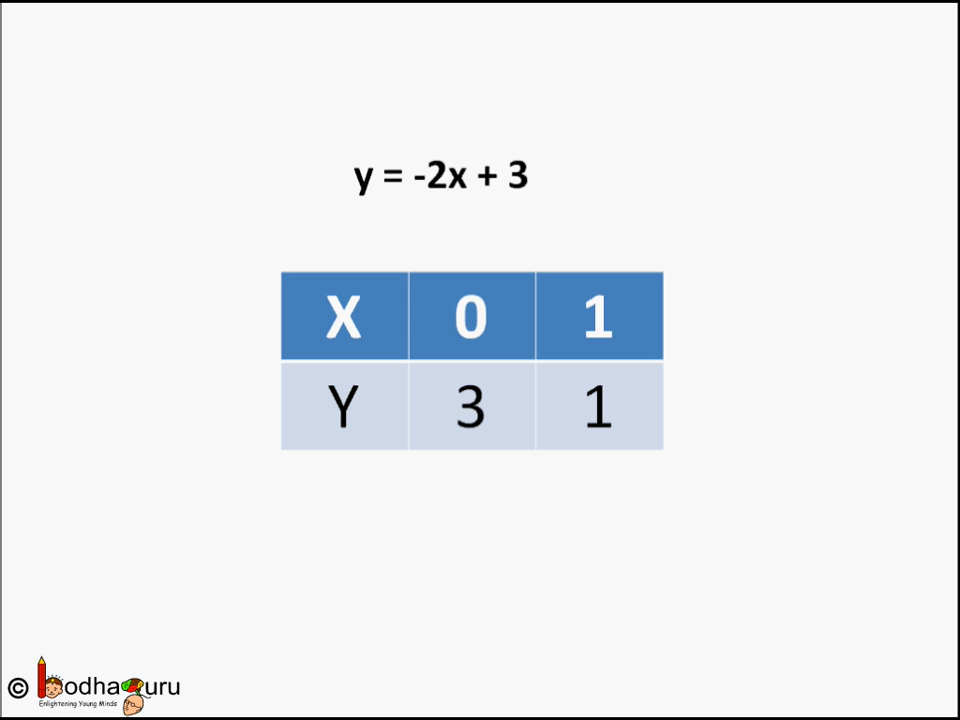 y = -2x + 3
X 0 1
Y 3 1
© bodhaguru
Enlightening Young Minds